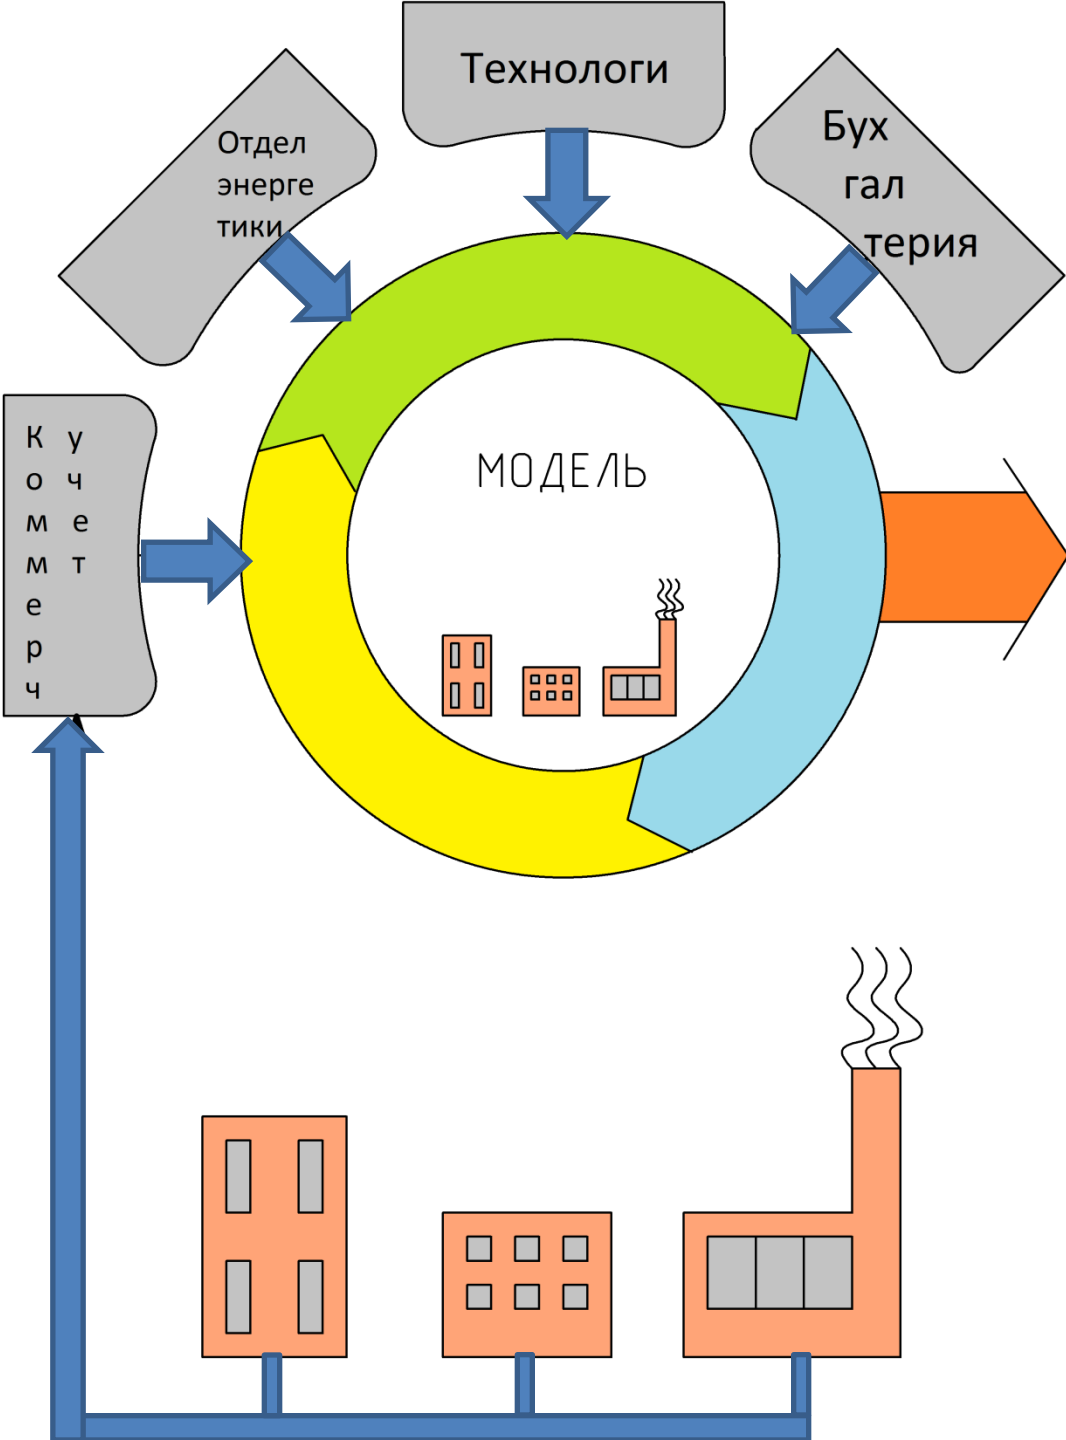 Технологи
Отдел
энерге
тики
Бух
гал
терия
К у
о ч
м е
м т
е
р
ч
МОДЕЛЬ